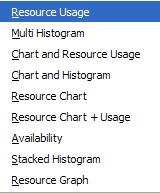 Resource Usage
Multi Histogram
Chart and Resource Usage
Chart and Histogram
Resource Chart
Resource Chart + Usage
Availability
Stacked Histogram
Resource Graph